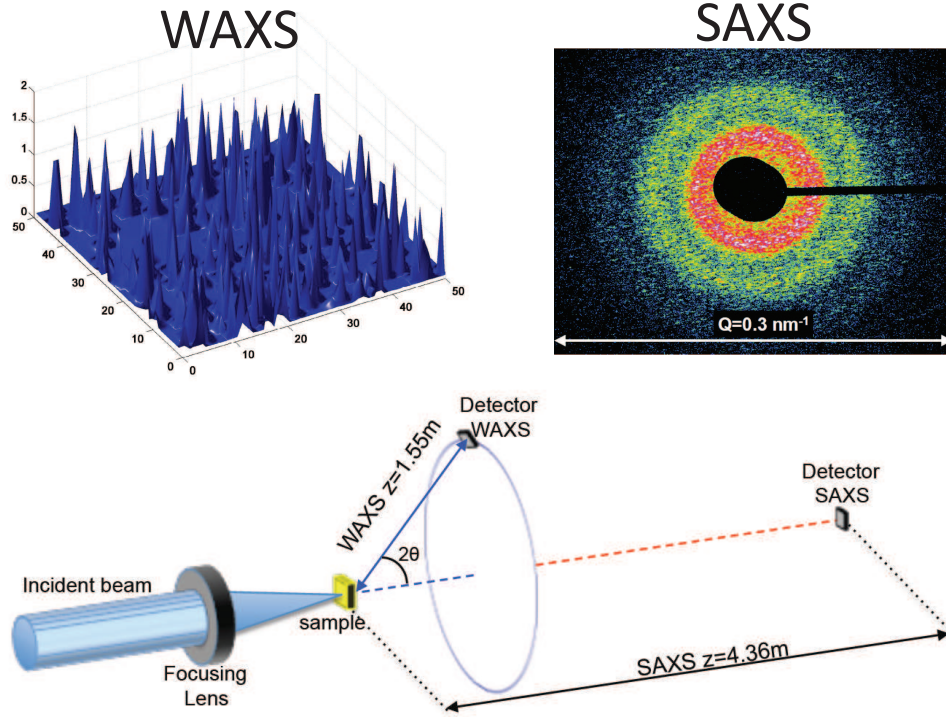 WAXS
SAXS
2
1.5
1
0.5
0
50
40
30
20
10
0
0
10
20
30
40
50
Q=0.3 nm⁻¹
Detector
WAXS
WAXS z=1.55m
Detector
SAXS
2θ
Incident beam
sample
Focusing
Lens
SAXS z=4.36m